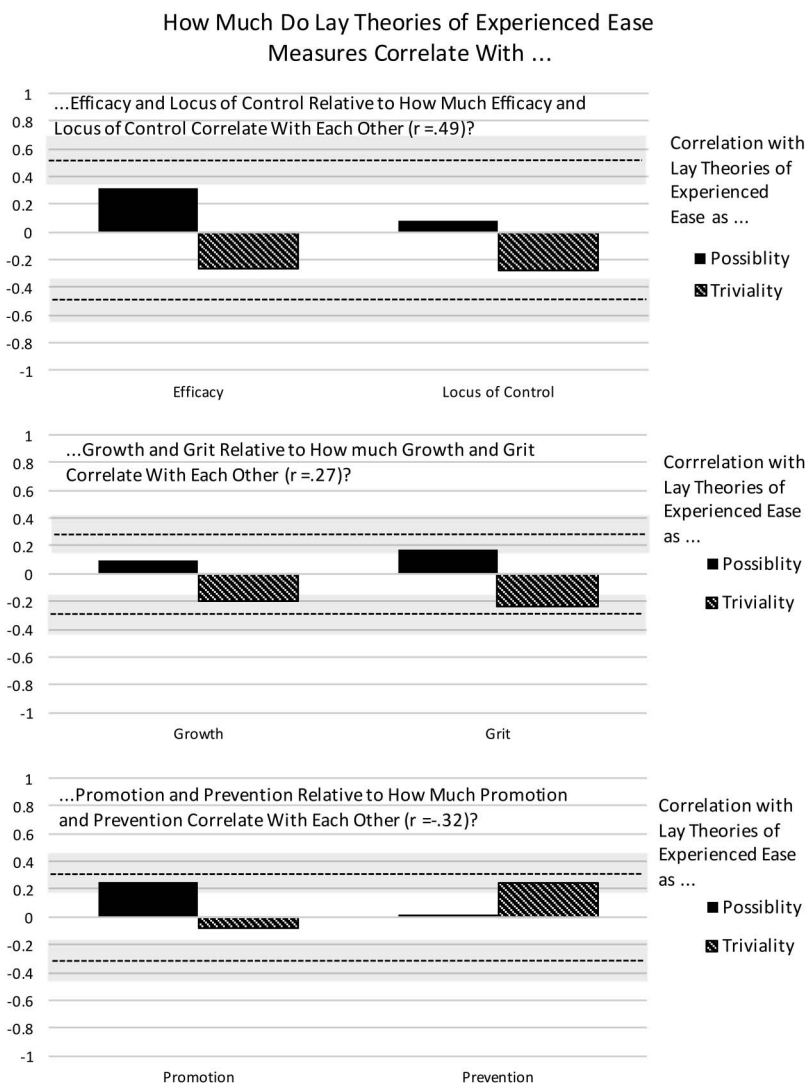 How Much Do Lay Theories of Experienced Ease
Measures Correlate With ...
...Efficacy and Locus of Control Relative to How Much Efficacy and
Locus of Control Correlate With Each Other (r =.49)?
1
0.8
0.6
0.4
0.2
0
-0.2
-0.4
-0.6
-0.8
-1
Efficacy
Locus of Control
Correlation with
Lay Theories of
Experienced
Ease as ...
Possiblity
Triviality
...Growth and Grit Relative to How much Growth and Grit
Correlate With Each Other (r =.27)?
1
0.8
0.6
0.4
0.2
0
-0.2
-0.4
-0.6
-0.8
-1
Growth
Grit
Corrrelation with
Lay Theories of
Experienced Ease
as ...
Possiblity
Triviality
...Promotion and Prevention Relative to How Much Promotion
and Prevention Correlate With Each Other (r =-.32)?
1
0.8
0.6
0.4
0.2
0
-0.2
-0.4
-0.6
-0.8
-1
Promotion
Prevention
Correlation with
Lay Theories of
Experienced Ease
as ...
Possiblity
Triviality